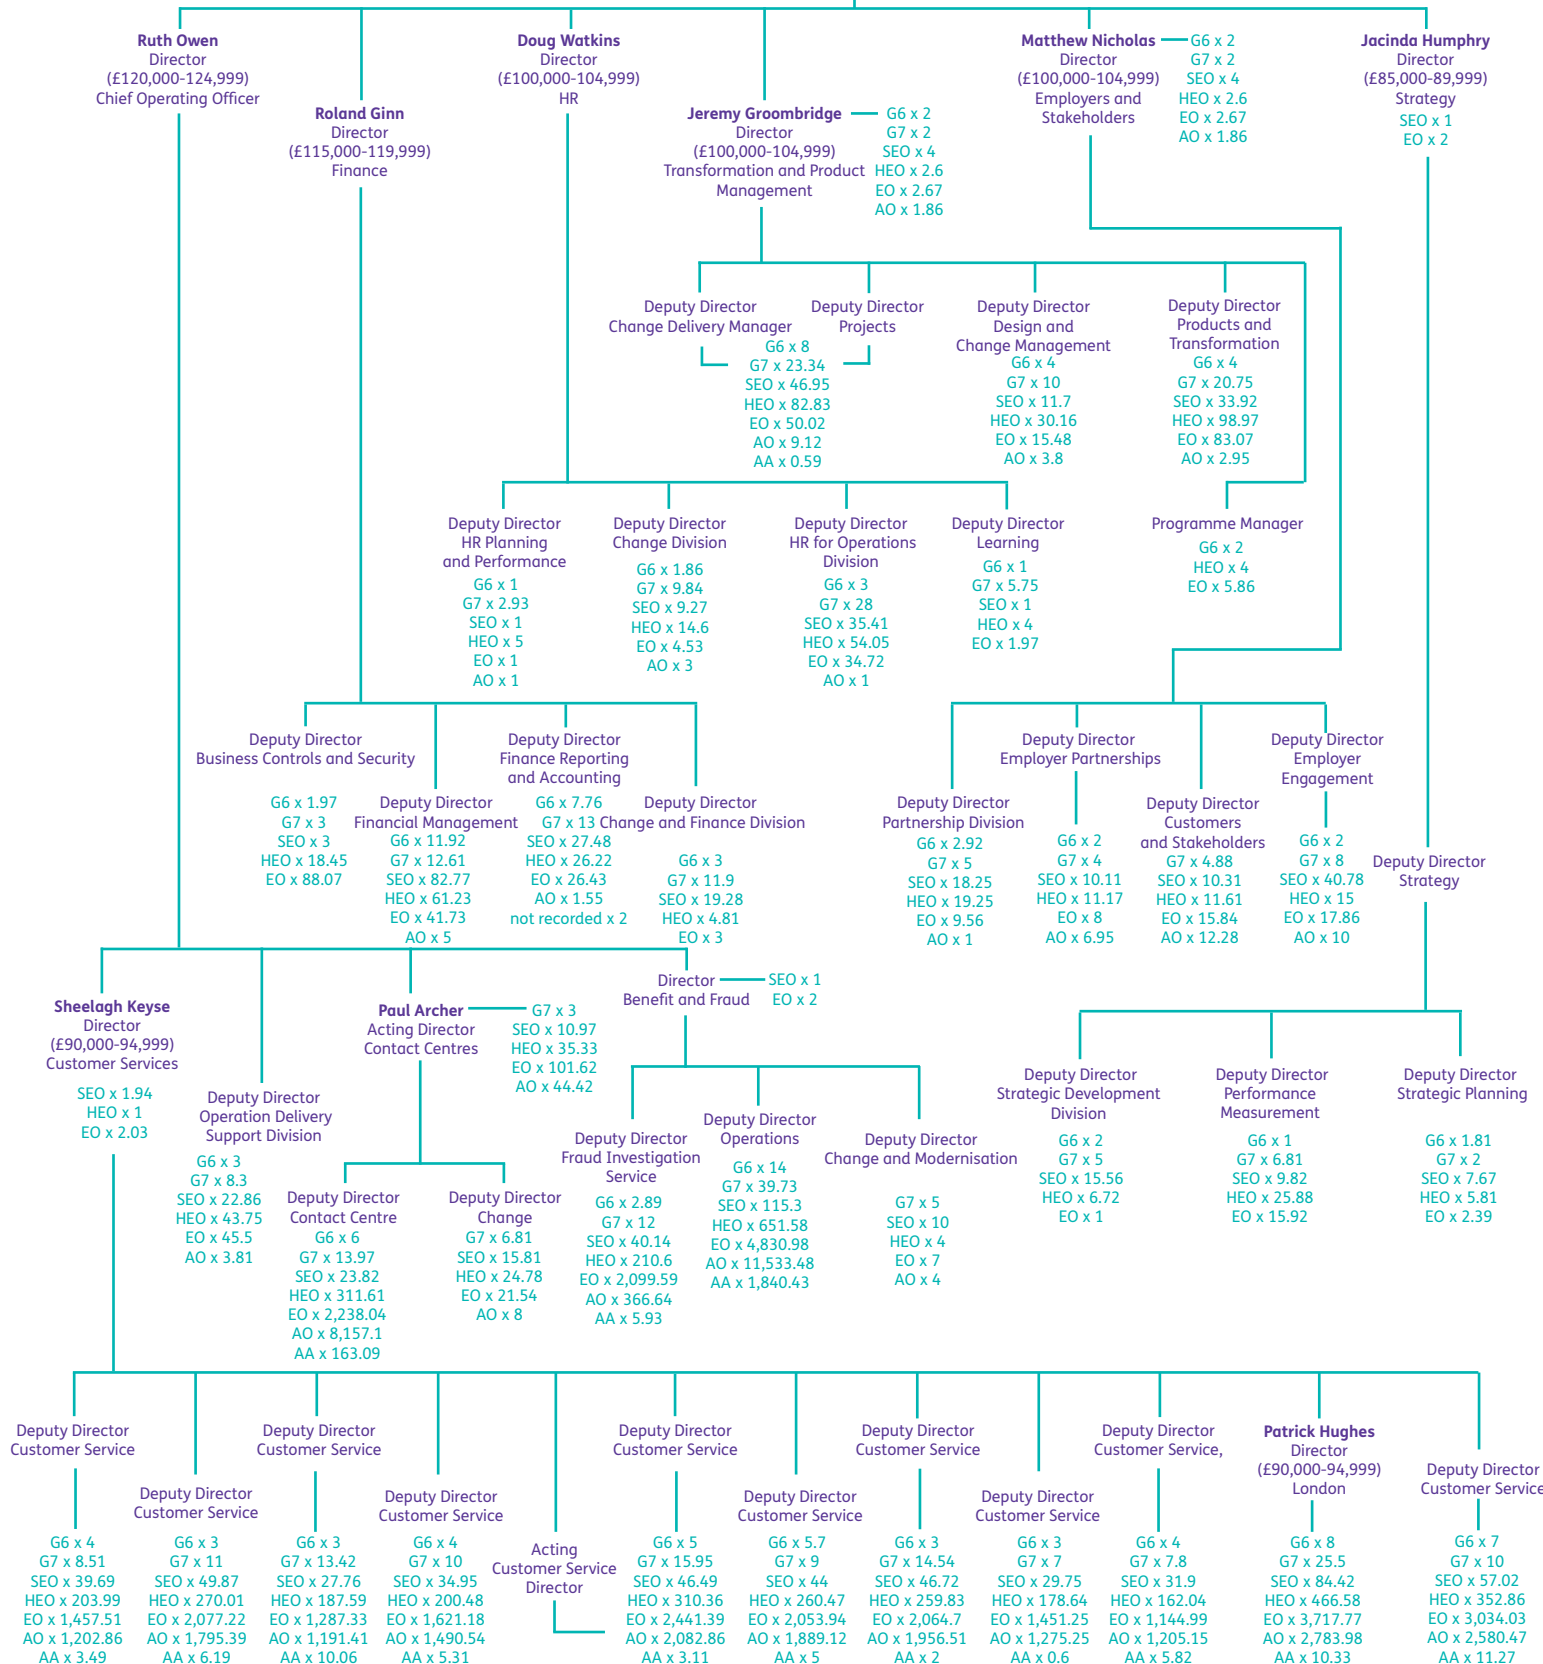 Ruth Owen
Director
(£120,000-124,999)
Chief Operating Officer
Roland Ginn
Director
(£115,000-119,999)
Finance
Doug Watkins
Director
(£100,000-104,999)
HR
Jeremy Groombridge
Director
(£100,000-104,999)
Transformation and Product
Management
G6 x 2
G7 x 2
SEO x 4
HEO x 2.6
EO x 2.67
AO x 1.86
Matthew Nicholas
Director
(£100,000-104,999)
Employers and
Stakeholders
G6 x 2
G7 x 2
SEO x 4
HEO x 2.6
EO x 2.67
AO x 1.86
Jacinda Humphry
Director
(£85,000-89,999)
Strategy
SEO x 1
EO x 2
Deputy Director
Change Delivery Manager
Deputy Director
Projects
G6 x 8
G7 x 23.34
SEO x 46.95
HEO x 82.83
EO x 50.02
AO x 9.12
AA x 0.59
Deputy Director
Design and
Change Management
G6 x 4
G7 x 10
SEO x 11.7
HEO x 30.16
EO x 15.48
AO x 3.8
Deputy Director
Products and
Transformation
G6 x 4
G7 x 20.75
SEO x 33.92
HEO x 98.97
EO x 83.07
AO x 2.95
Deputy Director
HR Planning
and Performance
G6 x 1
G7 x 2.93
SEO x 1
HEO x 5
EO x 1
AO x 1
Deputy Director
Change Division
G6 x 1.86
G7 x 9.84
SEO x 9.27
HEO x 14.6
EO x 4.53
AO x 3
Deputy Director
HR for Operations
Division
G6 x 3
G7 x 28
SEO x 35.41
HEO x 54.05
EO x 34.72
AO x 1
Deputy Director
Learning
G6 x 1
G7 x 5.75
SEO x 1
HEO x 4
EO x 1.97
Programme Manager
G6 x 2
HEO x 4
EO x 5.86
Deputy Director
Business Controls and Security
G6 x 1.97
G7 x 3
SEO x 3
HEO x 18.45
EO x 88.07
Deputy Director
Financial Management
G6 x 11.92
G7 x 12.61
SEO x 82.77
HEO x 61.23
EO x 41.73
AO x 5
Deputy Director
Finance Reporting
and Accounting
G6 x 7.76
G7 x 13
SEO x 27.48
HEO x 26.22
EO x 26.43
AO x 1.55
not recorded x 2
Deputy Director
Change and Finance Division
G6 x 3
G7 x 11.9
SEO x 19.28
HEO x 4.81
EO x 3
Deputy Director
Partnership Division
G6 x 2.92
G7 x 5
SEO x 18.25
HEO x 19.25
EO x 9.56
AO x 1
Deputy Director
Employer Partnerships
G6 x 2
G7 x 4
SEO x 10.11
HEO x 11.17
EO x 8
AO x 6.95
Deputy Director
Customers
and Stakeholders
G7 x 4.88
SEO x 10.31
HEO x 11.61
EO x 15.84
AO x 12.28
Deputy Director
Employer
Engagement
G6 x 2
G7 x 8
SEO x 40.78
HEO x 15
EO x 17.86
AO x 10
Deputy Director
Strategy
Sheelagh Keyse
Director
(£90,000-94,999)
Customer Services
SEO x 1.94
HEO x 1
EO x 2.03
Deputy Director
Operation Delivery
Support Division
G6 x 3
G7 x 8.3
SEO x 22.86
HEO x 43.75
EO x 45.5
AO x 3.81
Paul Archer
Acting Director
Contact Centres
G7 x 3
SEO x 10.97
HEO x 35.33
EO x 101.62
AO x 44.42
Director
Benefit and Fraud
SEO x 1
EO x 2
Deputy Director
Contact Centre
G6 x 6
G7 x 13.97
SEO x 23.82
HEO x 311.61
EO x 2,238.04
AO x 8,157.1
AA x 163.09
Deputy Director
Change
G7 x 6.81
SEO x 15.81
HEO x 24.78
EO x 21.54
AO x 8
Deputy Director
Fraud Investigation
Service
G6 x 2.89
G7 x 12
SEO x 40.14
HEO x 210.6
EO x 2,099.59
AO x 366.64
AA x 5.93
Deputy Director
Operations
G6 x 14
G7 x 39.73
SEO x 115.3
HEO x 651.58
EO x 4,830.98
AO x 11,533.48
AA x 1,840.43
Deputy Director
Change and Modernisation
G7 x 5
SEO x 10
HEO x 4
EO x 7
AO x 4
Deputy Director
Strategic Development
Division
G6 x 2
G7 x 5
SEO x 15.56
HEO x 6.72
EO x 1
Deputy Director
Performance
Measurement
G6 x 1
G7 x 6.81
SEO x 9.82
HEO x 25.88
EO x 15.92
Deputy Director
Strategic Planning
G6 x 1.81
G7 x 2
SEO x 7.67
HEO x 5.81
EO x 2.39
Deputy Director
Customer Service
G6 x 4
G7 x 8.51
SEO x 39.69
HEO x 203.99
EO x 1,457.51
AO x 1,202.86
AA x 3.49
Deputy Director
Customer Service
G6 x 3
G7 x 11
SEO x 49.87
HEO x 270.01
EO x 2,077.22
AO x 1,795.39
AA x 6.19
Deputy Director
Customer Service
G6 x 3
G7 x 13.42
SEO x 27.76
HEO x 187.59
EO x 1,287.33
AO x 1,191.41
AA x 10.06
Deputy Director
Customer Service
G6 x 4
G7 x 10
SEO x 34.95
HEO x 200.48
EO x 1,621.18
AO x 1,490.54
AA x 5.31
Acting
Customer Service
Director
Deputy Director
Customer Service
G6 x 5
G7 x 15.95
SEO x 46.49
HEO x 310.36
EO x 2,441.39
AO x 2,082.86
AA x 3.11
Deputy Director
Customer Service
G6 x 5.7
G7 x 9
SEO x 44
HEO x 260.47
EO x 2,053.94
AO x 1,889.12
AA x 5
Deputy Director
Customer Service
G6 x 3
G7 x 14.54
SEO x 46.72
HEO x 259.83
EO x 2,064.7
AO x 1,956.51
AA x 2
Deputy Director
Customer Service
G6 x 3
G7 x 7
SEO x 29.75
HEO x 178.64
EO x 1,451.25
AO x 1,275.25
AA x 0.6
Deputy Director
Customer Service,
G6 x 4
G7 x 7.8
SEO x 31.9
HEO x 162.04
EO x 1,144.99
AO x 1,205.15
AA x 5.82
Patrick Hughes
Director
(£90,000-94,999)
London
G6 x 8
G7 x 25.5
SEO x 84.42
HEO x 466.58
EO x 3,717.77
AO x 2,783.98
AA x 10.33
Deputy Director
Customer Service
G6 x 7
G7 x 10
SEO x 57.02
HEO x 352.86
EO x 3,034.03
AO x 2,580.47
AA x 11.27